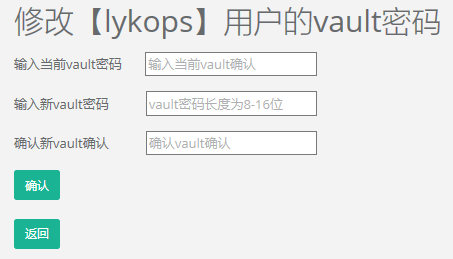 修改【lykops】用户的vault密码
输入当前vault密码 输入当前vault确认
输入新vault密码 vault密码长度为8-16位
确认新vault确认 确认vault确认
确认
返回